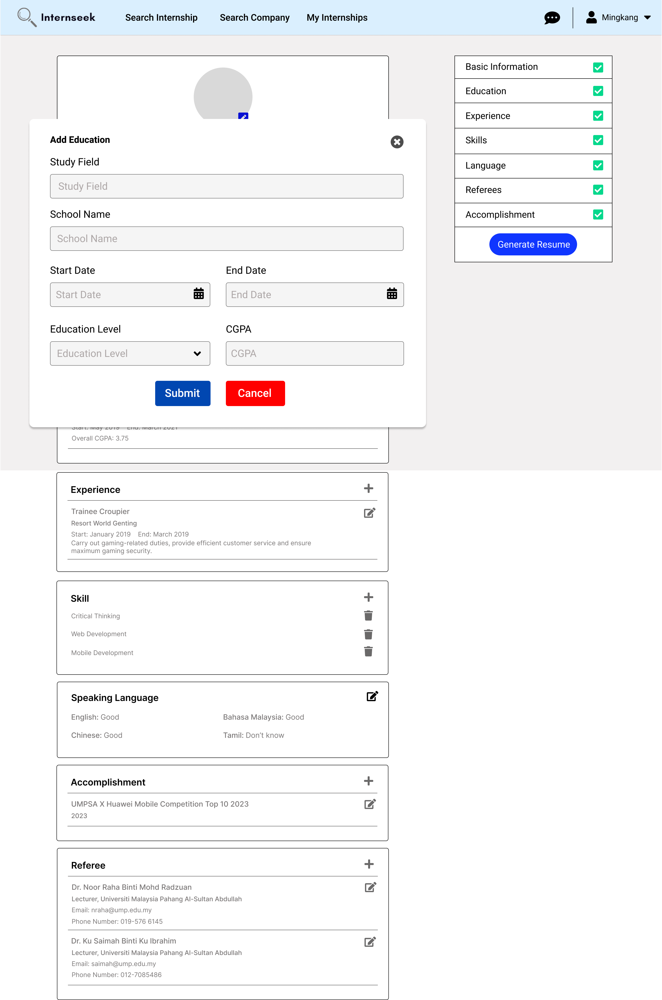 Internseek
Search Internship
Search Company
My Internships
Mingkang
Basic Information
Education
Experience
Skills
Language
Referees
Accomplishment
Generate Resume
Add Education
Study Field
Study Field
School Name
School Name
Start Date
End Date
Start Date
End Date
Education Level
CGPA
Education Level
CGPA
Submit
Cancel
Start: May 2019 End: March 2021
Overall CGPA: 3.75
Experience
Trainee Croupier
Resort World Genting
Start: January 2019 End: March 2019
Carry out gaming-related duties, provide efficient customer service and ensure
maximum gaming security.
Skill
Critical Thinking
Web Development
Mobile Development
Speaking Language
English: Good
Bahasa Malaysia: Good
Chinese: Good
Tamil: Don’t know
Accomplishment
UMPSA X Huawei Mobile Competition Top 10 2023
2023
Referee
Dr. Noor Raha Binti Mohd Radzuan
Lecturer, Universiti Malaysia Pahang Al-Sultan Abdullah
Email: nraha@ump.edu.my
Phone Number: 019-576 6145
Dr. Ku Saimah Binti Ku Ibrahim
Lecturer, Universiti Malaysia Pahang Al-Sultan Abdullah
Email: saimah@ump.edu.my
Phone Number: 012-7085486